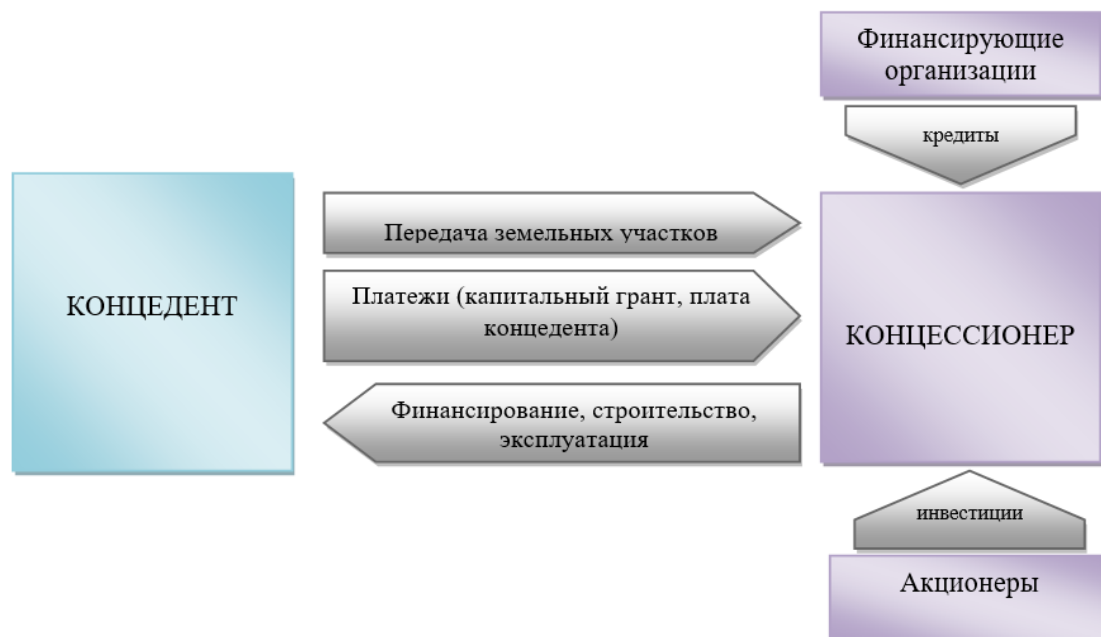 Финансирующие
организации
кредиты
КОНЦЕДЕНТ
Передача земельных участков
Платежи (капитальный грант, плата
концедента)
Финансирование, строительство,
эксплуатация
КОНЦЕССИОНЕР
инвестиции
Акционеры